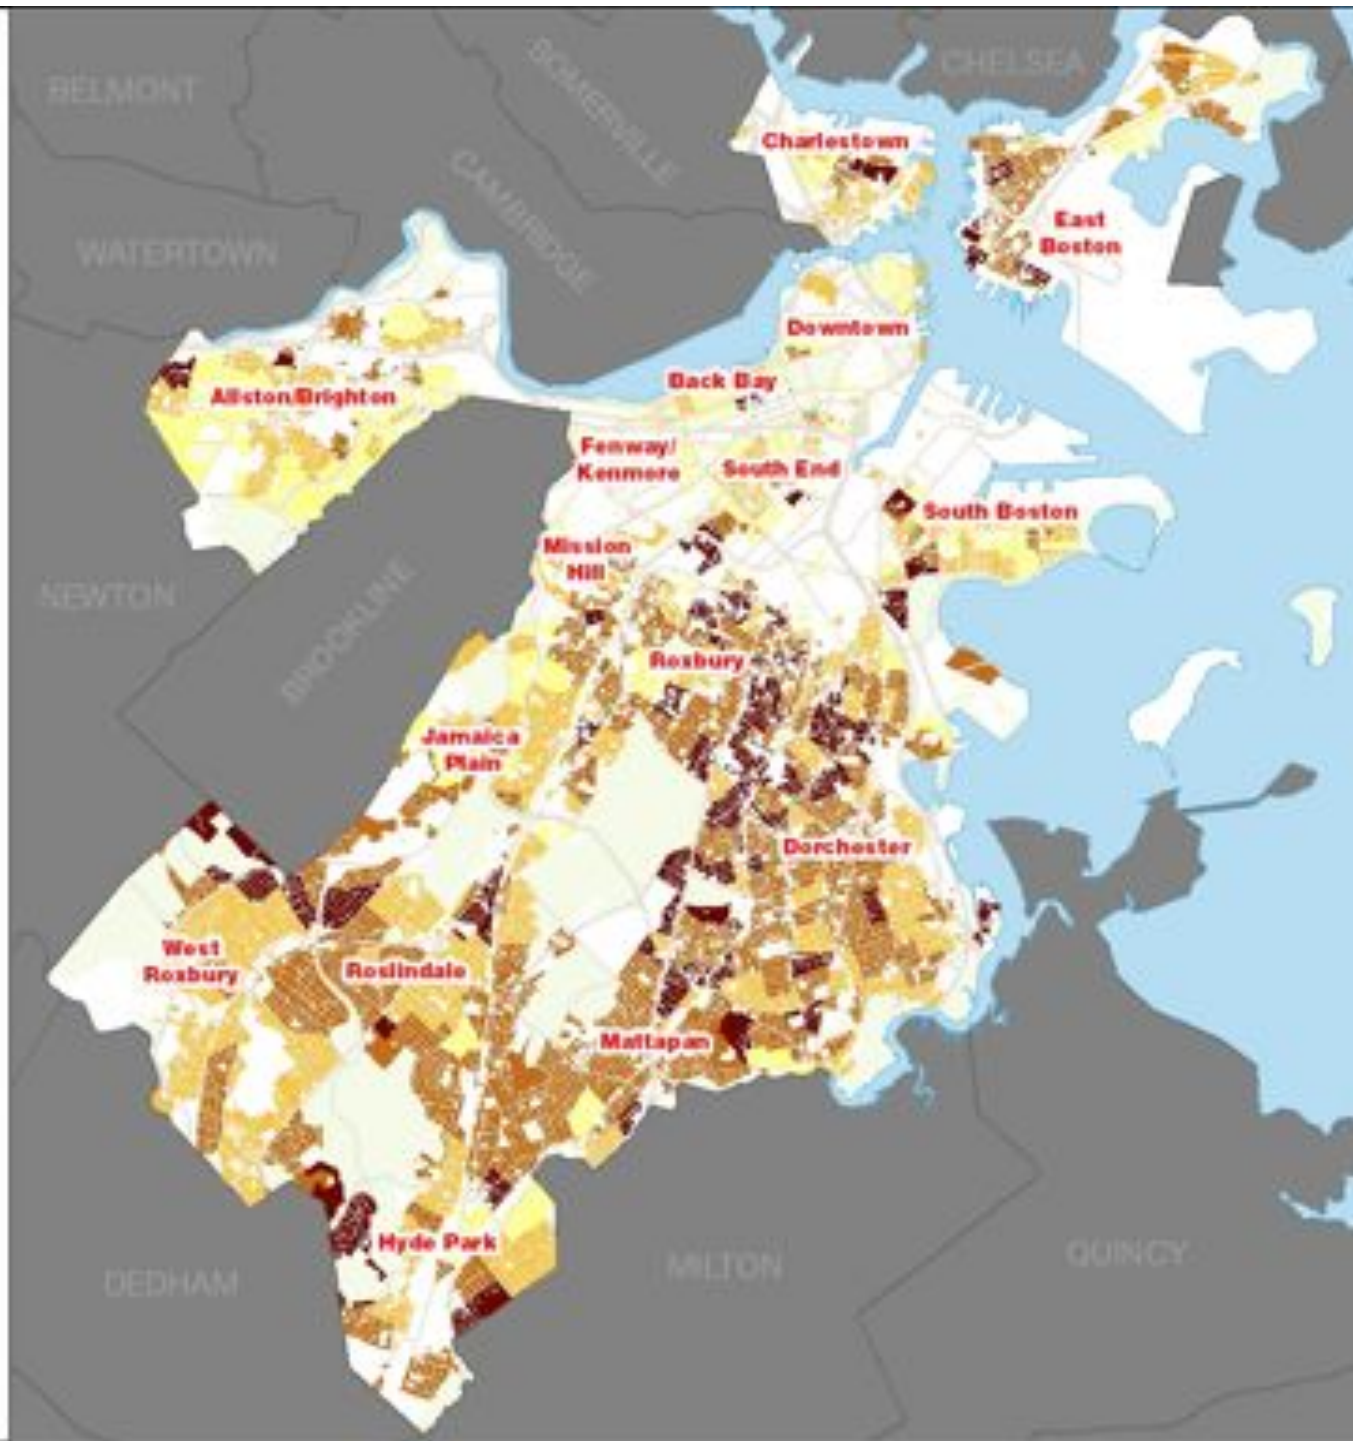 BELMONT
SOMERVILLE
CHELSEA
CAMBRIDGE
Charlestown
WATERTOWN
East
Boston
Downtown
Back Bay
Allston/Brighton
Fenway/
Kenmore
South End
South Boston
Mission
Hill
NEWTON
BROOKLINE
Roxbury
Jamaica
Plain
Dorchester
West
Roxbury
Roslindale
Mattapan
Hyde Park
DEDHAM
MILTON
QUINCY